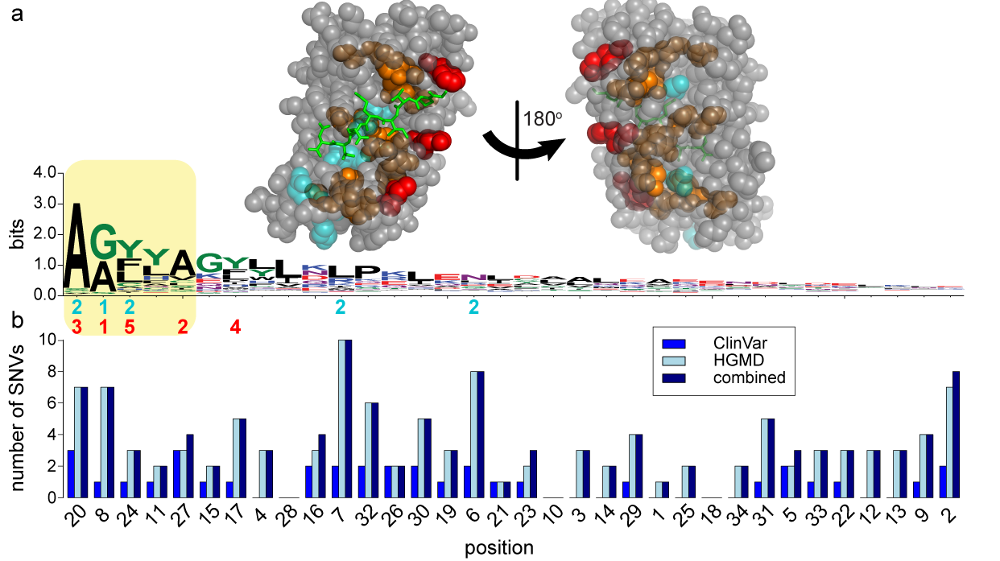 a
180o
4.0
3.0
2.0
1.0
0.0
bits
2 1 2 2 2
3 1 5 2 4
b
10
8
6
4
2
0
number of SNVs
ClinVar
HGMD
combined
20 8 24 11 27 15 17 4 28 16 7 32 26 30 19 6 21 23 10 3 14 29 1 25 18 34 31 5 33 22 12 13 9 2
position